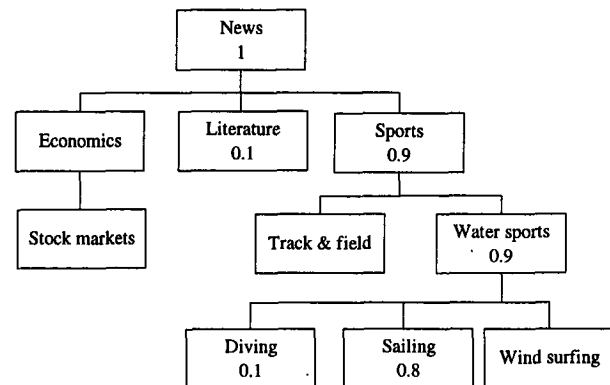 News
1
Economics
Literature
0.1
Sports
0.9
Stock markets
Track & field
Water sports
0.9
Diving
0.1
Sailing
0.8
Wind surfing